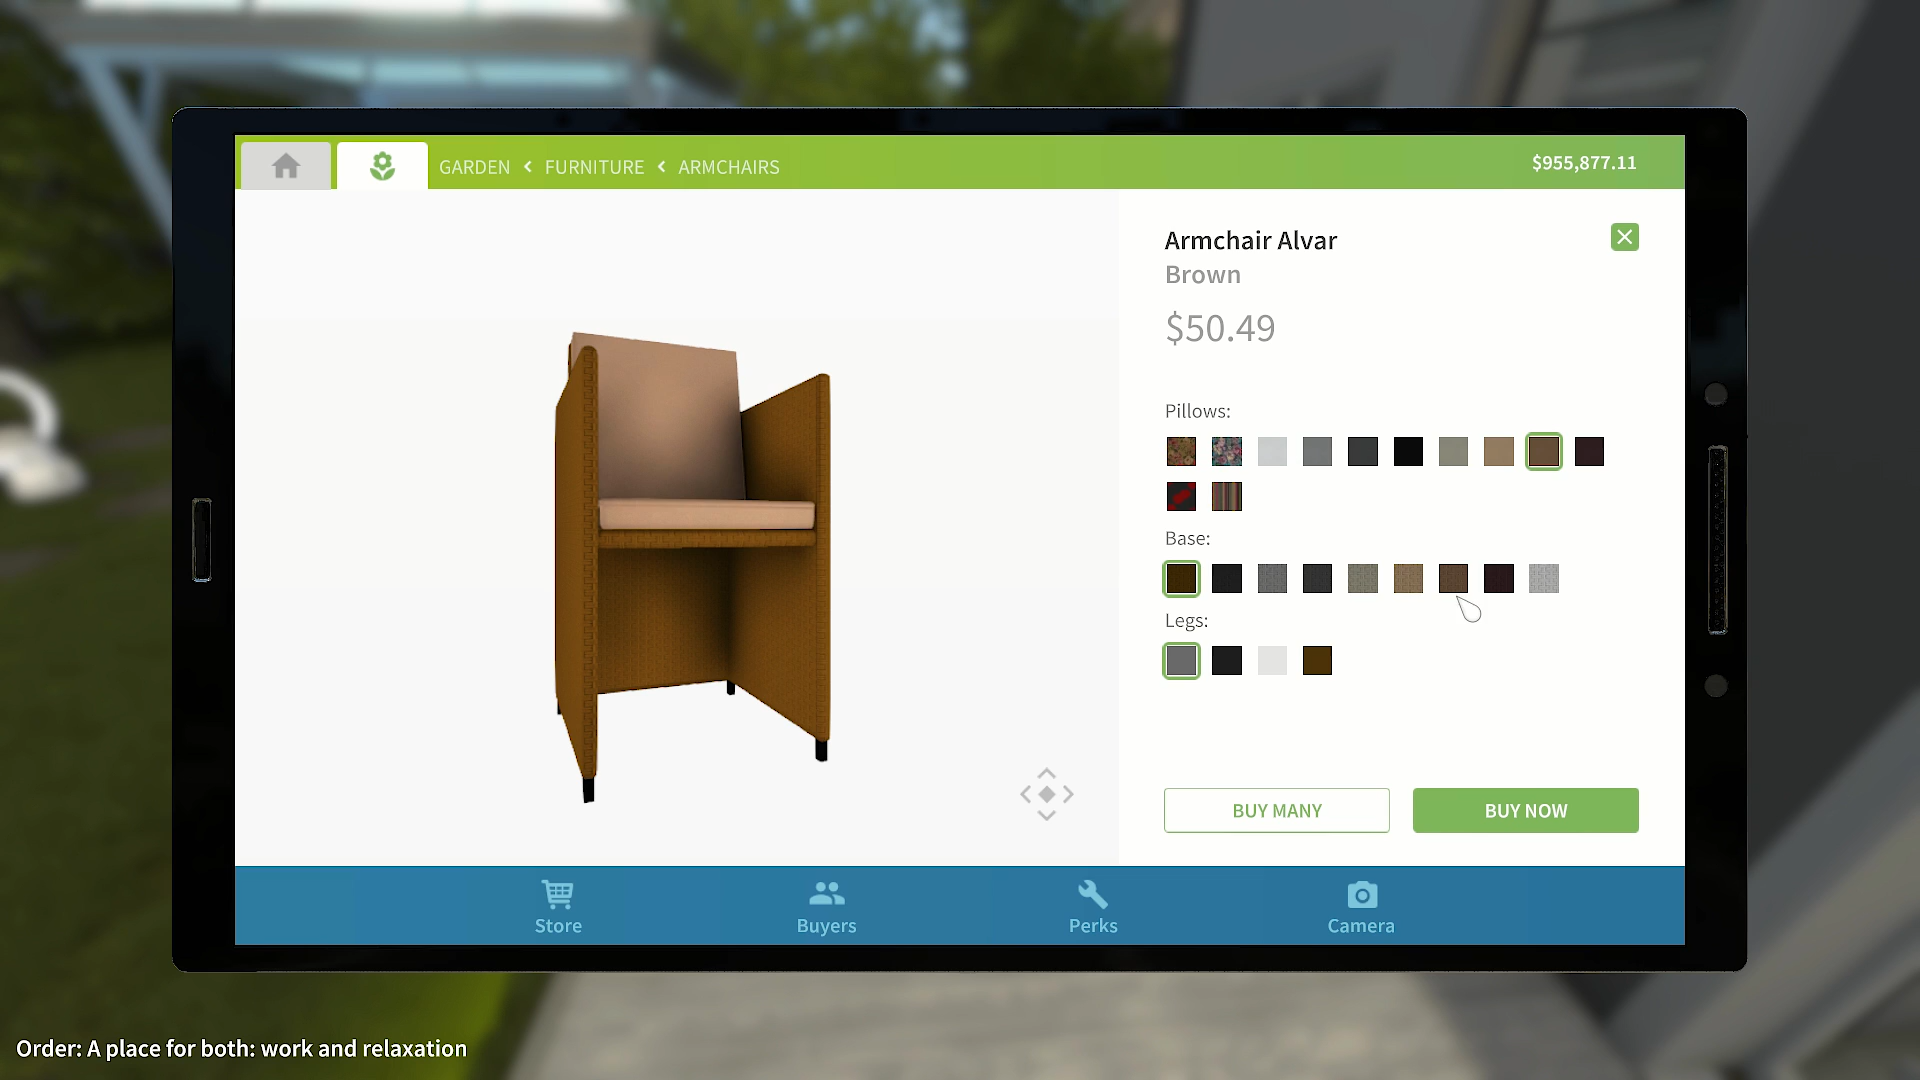 GARDEN < FURNITURE < ARMCHAIRS
$955,877.11
Armchair Alvar
Brown
$50.49
Pillows:
Base:
Legs:
BUY MANY
BUY NOW
Store
Buyers
Perks
Camera
Order: A place for both: work and relaxation